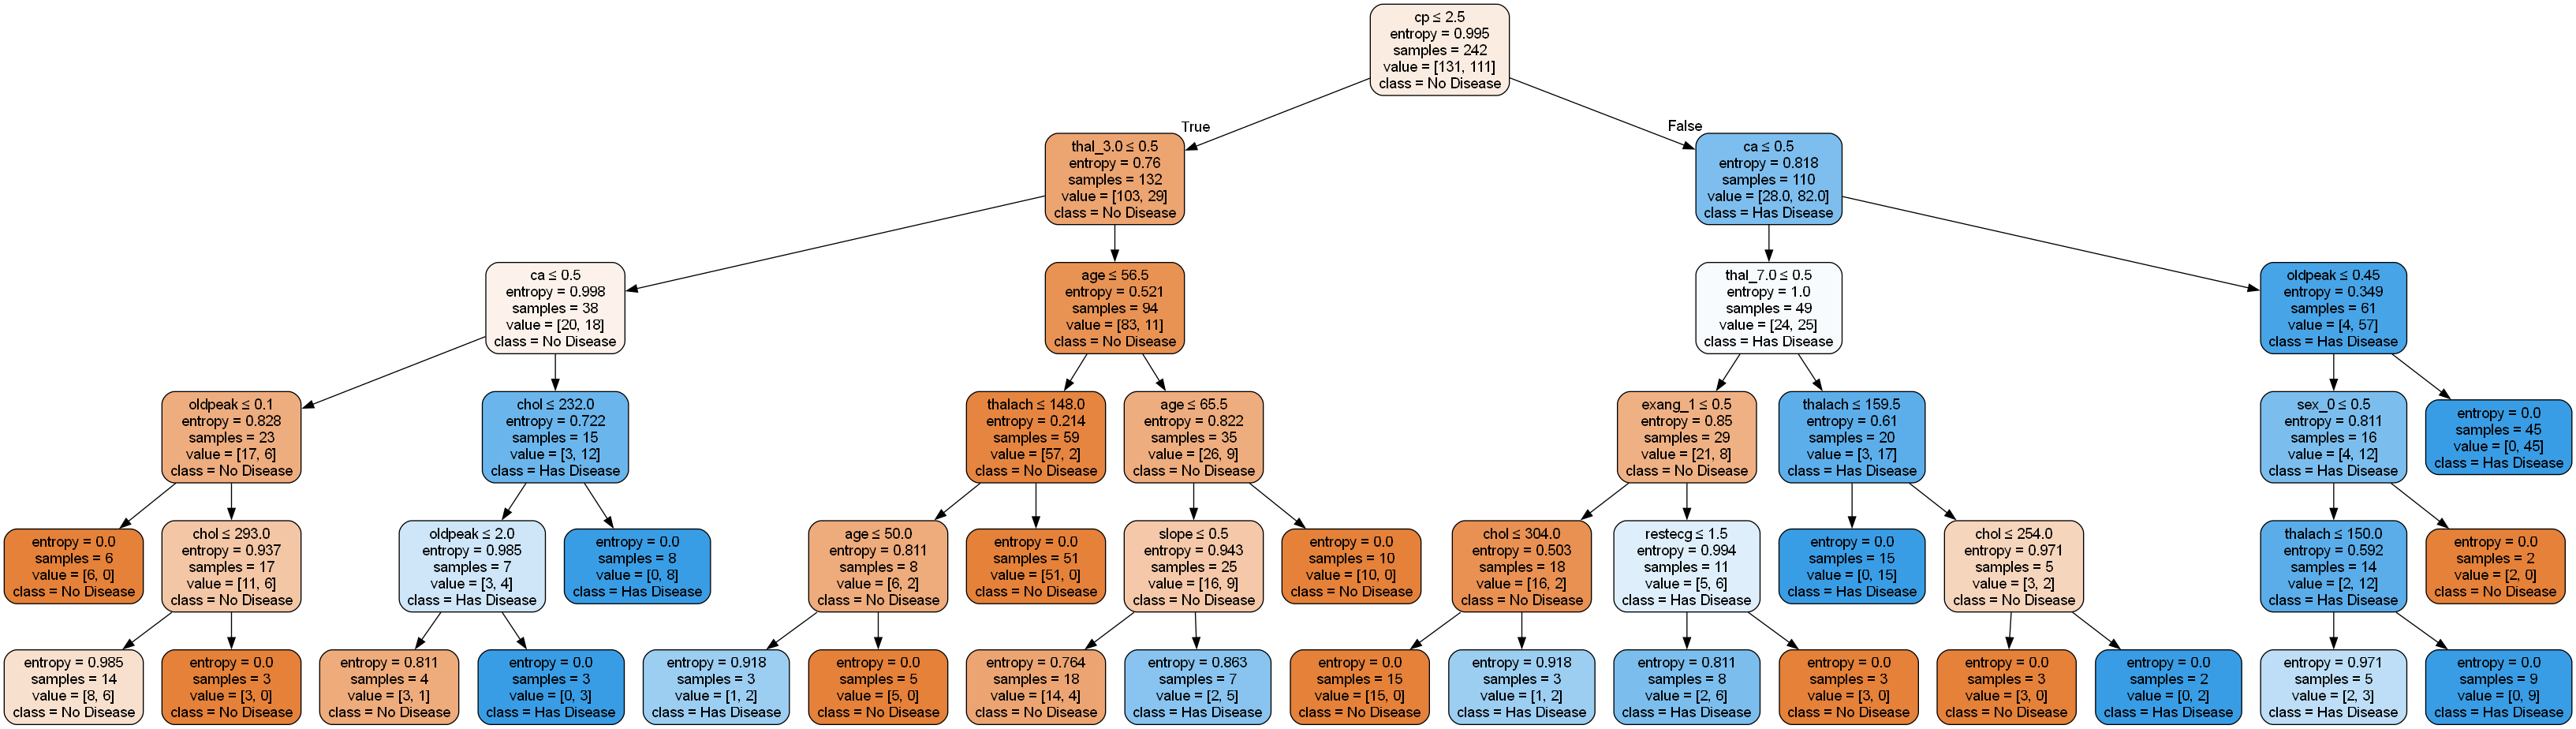 cp ≤ 2.5
entropy = 0.995
samples = 242
value = [131, 111]
class = No Disease
True
False
thal_3.0 ≤ 0.5
entropy = 0.76
samples = 132
value = [103, 29]
class = No Disease
ca ≤ 0.5
entropy = 0.818
samples = 110
value = [28.0, 82.0]
class = Has Disease
ca ≤ 0.5
entropy = 0.998
samples = 38
value = [20, 18]
class = No Disease
age ≤ 56.5
entropy = 0.521
samples = 94
value = [83, 11]
class = No Disease
thal_7.0 ≤ 0.5
entropy = 1.0
samples = 49
value = [24, 25]
class = Has Disease
oldpeak ≤ 0.45
entropy = 0.349
samples = 61
value = [4, 57]
class = Has Disease
oldpeak ≤ 0.1
entropy = 0.828
samples = 23
value = [17, 6]
class = No Disease
chol ≤ 232.0
entropy = 0.722
samples = 15
value = [3, 12]
class = Has Disease
thalach ≤ 148.0
entropy = 0.214
samples = 59
value = [57, 2]
class = No Disease
age ≤ 65.5
entropy = 0.822
samples = 35
value = [26, 9]
class = No Disease
exang_1 ≤ 0.5
entropy = 0.85
samples = 29
value = [21, 8]
class = No Disease
thalach ≤ 159.5
entropy = 0.61
samples = 20
value = [3, 17]
class = Has Disease
sex_0 ≤ 0.5
entropy = 0.811
samples = 16
value = [4, 12]
class = Has Disease
entropy = 0.0
samples = 45
value = [0, 45]
class = Has Disease
entropy = 0.0
samples = 6
value = [6, 0]
class = No Disease
chol ≤ 293.0
entropy = 0.937
samples = 17
value = [11, 6]
class = No Disease
oldpeak ≤ 2.0
entropy = 0.985
samples = 7
value = [3, 4]
class = Has Disease
entropy = 0.0
samples = 8
value = [0, 8]
class = Has Disease
age ≤ 50.0
entropy = 0.811
samples = 8
value = [6, 2]
class = No Disease
entropy = 0.0
samples = 51
value = [51, 0]
class = No Disease
slope ≤ 0.5
entropy = 0.943
samples = 25
value = [16, 9]
class = No Disease
entropy = 0.0
samples = 10
value = [10, 0]
class = No Disease
chol ≤ 304.0
entropy = 0.503
samples = 18
value = [16, 2]
class = No Disease
restecg ≤ 1.5
entropy = 0.994
samples = 11
value = [5, 6]
class = Has Disease
entropy = 0.0
samples = 15
value = [0, 15]
class = Has Disease
chol ≤ 254.0
entropy = 0.971
samples = 5
value = [3, 2]
class = No Disease
thalach ≤ 150.0
entropy = 0.592
samples = 14
value = [2, 12]
class = Has Disease
entropy = 0.0
samples = 2
value = [2, 0]
class = No Disease
entropy = 0.985
samples = 14
value = [8, 6]
class = No Disease
entropy = 0.0
samples = 3
value = [3, 0]
class = No Disease
entropy = 0.811
samples = 4
value = [3, 1]
class = No Disease
entropy = 0.0
samples = 3
value = [0, 3]
class = Has Disease
entropy = 0.918
samples = 3
value = [1, 2]
class = Has Disease
entropy = 0.0
samples = 5
value = [5, 0]
class = No Disease
entropy = 0.764
samples = 18
value = [14, 4]
class = No Disease
entropy = 0.863
samples = 7
value = [2, 5]
class = Has Disease
entropy = 0.0
samples = 15
value = [15, 0]
class = No Disease
entropy = 0.918
samples = 3
value = [1, 2]
class = Has Disease
entropy = 0.811
samples = 8
value = [2, 6]
class = Has Disease
entropy = 0.0
samples = 3
value = [3, 0]
class = No Disease
entropy = 0.0
samples = 3
value = [3, 0]
class = No Disease
entropy = 0.0
samples = 2
value = [0, 2]
class = Has Disease
entropy = 0.971
samples = 5
value = [2, 3]
class = Has Disease
entropy = 0.0
samples = 9
value = [0, 9]
class = Has Disease